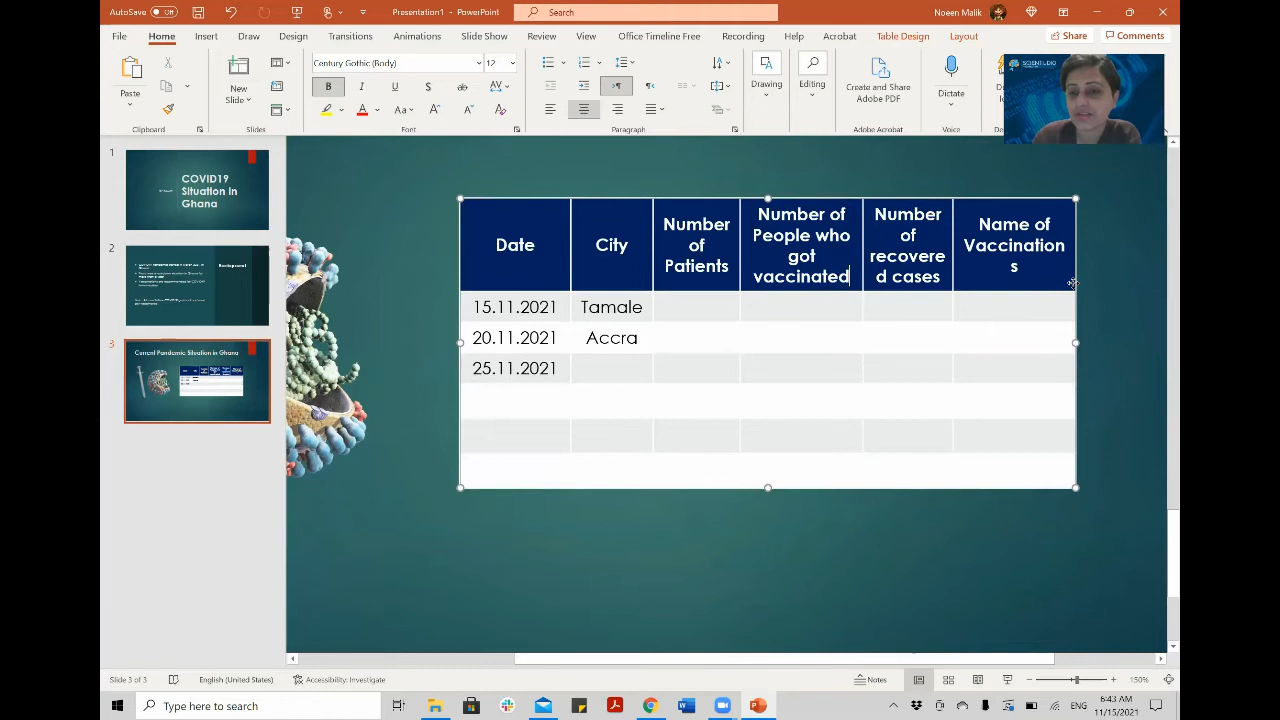 AutoSave Off
Presentation1 - PowerPoint
Search
Noeen Malik
File Home Insert Draw Design Transitions Animations Slide Show Review View Office Timeline Free Recording Help Acrobat Table Design Layout
Share Comments
Century Gothic (Body) 12
Paste
New
Slide
Drawing
Editing
Create and Share
Adobe PDF
Dictate
Clipboard Slides Font Paragraph Adobe Acrobat Voice
1
COVID19
Situation in
Ghana
2
Background
3
Current Pandemic Situation in Ghana
Date
City
Number
of
Patients
Number of
People who
got
vaccinated
Number
of
recovere
d cases
Name of
Vaccination
s
15.11.2021 Tamale
20.11.2021 Accra
25.11.2021
Slide 3 of 3 English (United States) Accessibility: Investigate Notes 150%
Type here to search
6:43 AM
11/15/2021